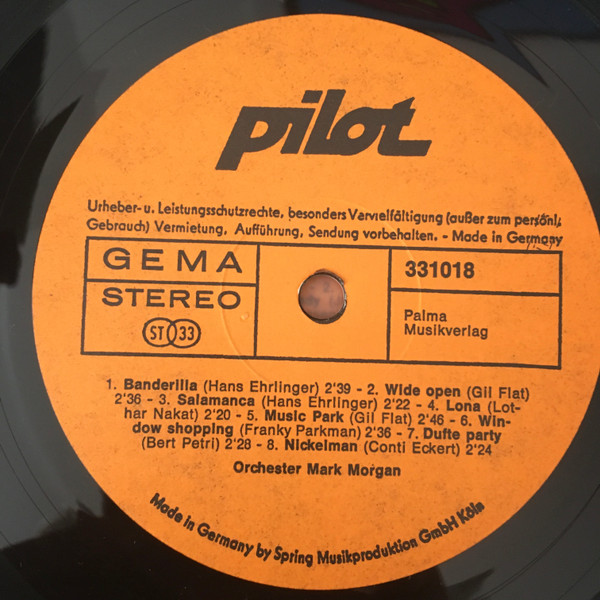 pilot
Urheber- u. Leistungsschutzrechte, besonders Vervielfältigung (außer zum persönl.
Gebrauch) Vermietung, Aufführung, Sendung vorbehalten. - Made in Germany
GEMA
STEREO
ST 33
331018
Palma
Musikverlag
1. Banderilla (Hans Ehrlinger) 2'39 - 2. Wide open (Gil Flat)
2'36 - 3. Salamanca (Hans Ehrlinger) 2'22 - 4. Lona (Lot-
har Nakat) 2'20 - 5. Music Park (Gil Flat) 2'46 - 6. Win-
dow shopping (Franky Parkman) 2'36 - 7. Dufte party
(Bert Petri) 2'28 - 8. Nickelman (Conti Eckert) 2'24
Orchester Mark Morgan
Made in Germany by Spring Musikproduktion GmbH Köln